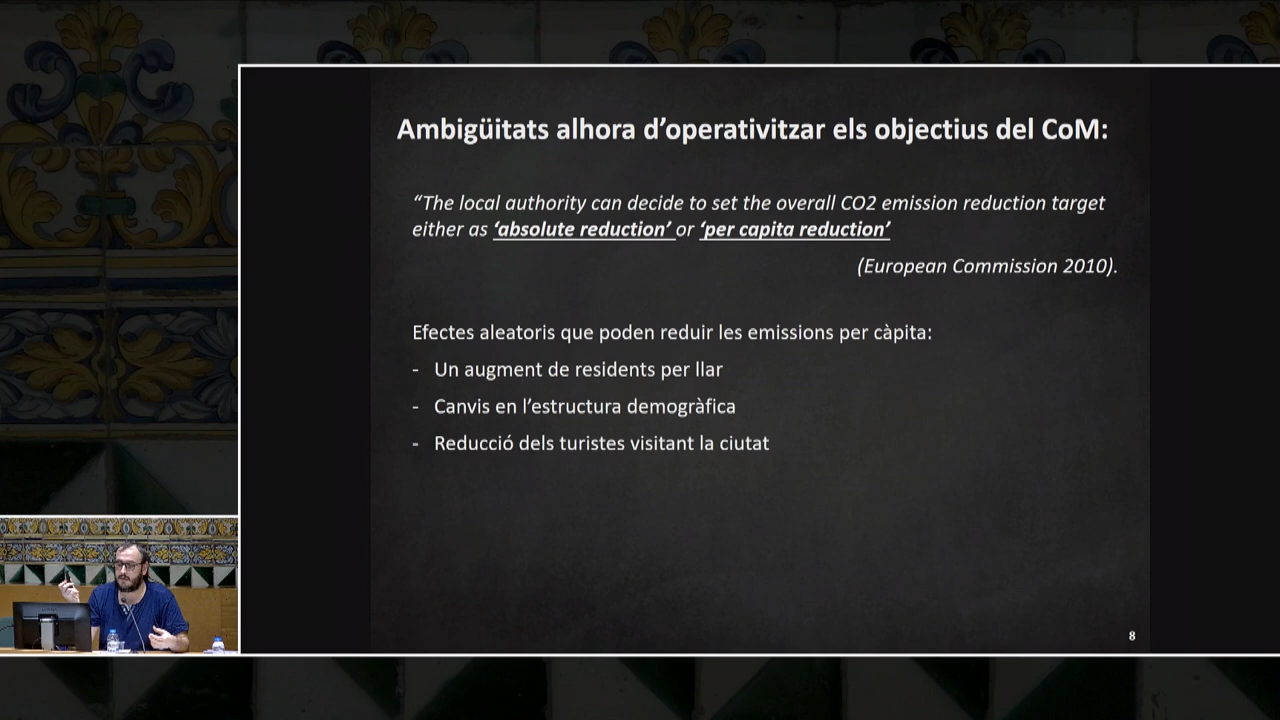 Ambigüitats alhora d’operativitzar els objectius del CoM:
“The local authority can decide to set the overall CO2 emission reduction target
either as ‘absolute reduction’ or ‘per capita reduction’
(European Commission 2010).
Efectes aleatoris que poden reduir les emissions per càpita:
- Un augment de residents per llar
- Canvis en l’estructura demogràfica
- Reducció dels turistes visitant la ciutat
8